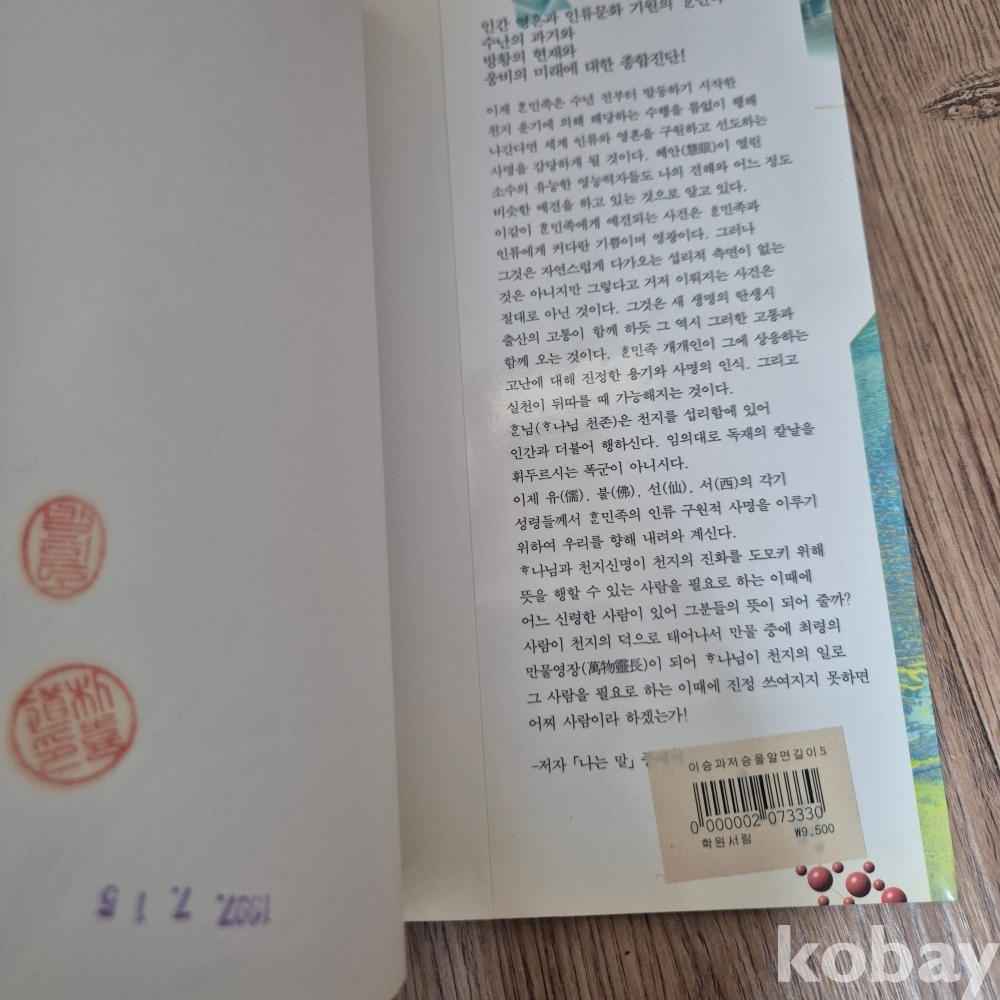 인간 영혼과 인류문화 기원의 ᄒᆞᆫ민족
수난의 과거와
방황의 현재와
웅비의 미래에 대한 종합진단!
이제 ᄒᆞᆫ민족은 수년 전부터 발동하기 시작한
천지 운기에 의해 해당하는 수행을 틈없이 행해
나간다면 세계 인류와 영혼을 구원하고 선도하는
사명을 감당하게 될 것이다. 혜안(慧眼)이 열린
소수의 유능한 영능력자들도 나의 견해와 어느 정도
비슷한 예견을 하고 있는 것으로 알고 있다.
이같이 ᄒᆞᆫ민족에게 예견되는 사건은 ᄒᆞᆫ민족과
인류에게 커다란 기쁨이며 영광이다. 그러나
그것은 자연스럽게 다가오는 섭리적 측면이 없는
것은 아니지만 그렇다고 거저 이뤄지는 사건은
절대로 아닌 것이다. 그것은 새 생명의 탄생시
출산의 고통이 함께 하듯 그 역시 그러한 고통과
함께 오는 것이다. ᄒᆞᆫ민족 개개인이 그에 상응하는
고난에 대해 진정한 용기와 사명의 인식. 그리고
실천이 뒤따를 때 가능해지는 것이다.
ᄒᆞᆫ님(ᄒᆞ나님 천존)은 천지를 섭리함에 있어
인간과 더불어 행하신다. 임의대로 독재의 칼날을
휘두르시는 폭군이 아니시다.
이제 유(儒), 불(佛), 선(仙), 서(西)의 각기
성령들께서 ᄒᆞᆫ민족의 인류 구원적 사명을 이루기
위하여 우리를 향해 내려와 계신다.
ᄒᆞ나님과 천지신명이 천지의 진화를 도모키 위해
뜻을 행할 수 있는 사람을 필요로 하는 이때에
어느 신령한 사람이 있어 그분들의 뜻이 되어 줄까?
사람이 천지의 덕으로 태어나서 만물 중에 최령의
만물영장(萬物靈長)이 되어 ᄒᆞ나님이 천지의 일로
그 사람을 필요로 하는 이때에 진정 쓰여지지 못하면
어찌 사람이라 하겠는가!
-저자 「나는 말」
이승과저승을알면길이보
0 000002 073330
학원서림 ₩9,500
1997. 7. 15
kobay